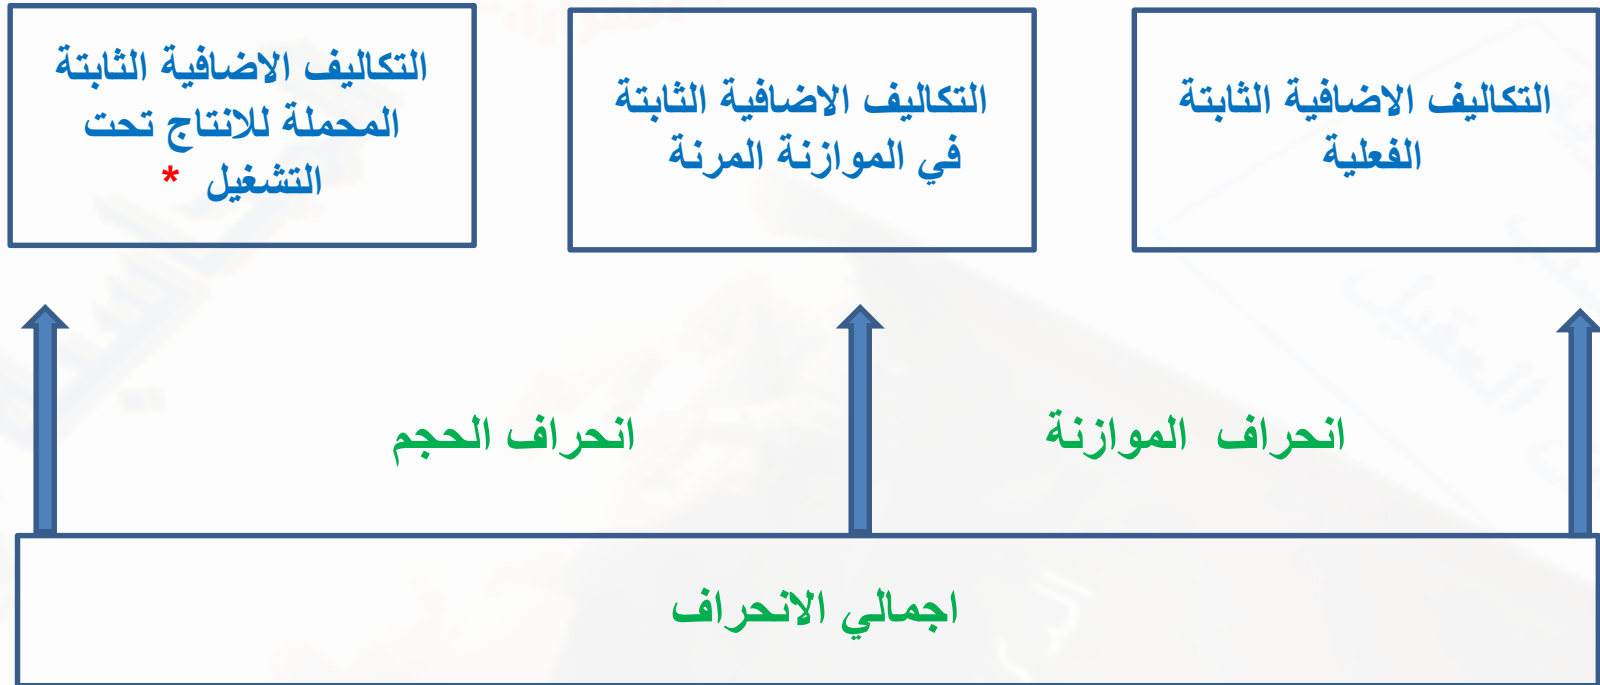 التكاليف الاضافية الثابتة
الفعلية
التكاليف الاضافية الثابتة
في الموازنة المرنة
التكاليف الاضافية الثابتة
المحملة للانتاج تحت
التشغيل *
انحراف الموازنة
انحراف الحجم
اجمالي الانحراف